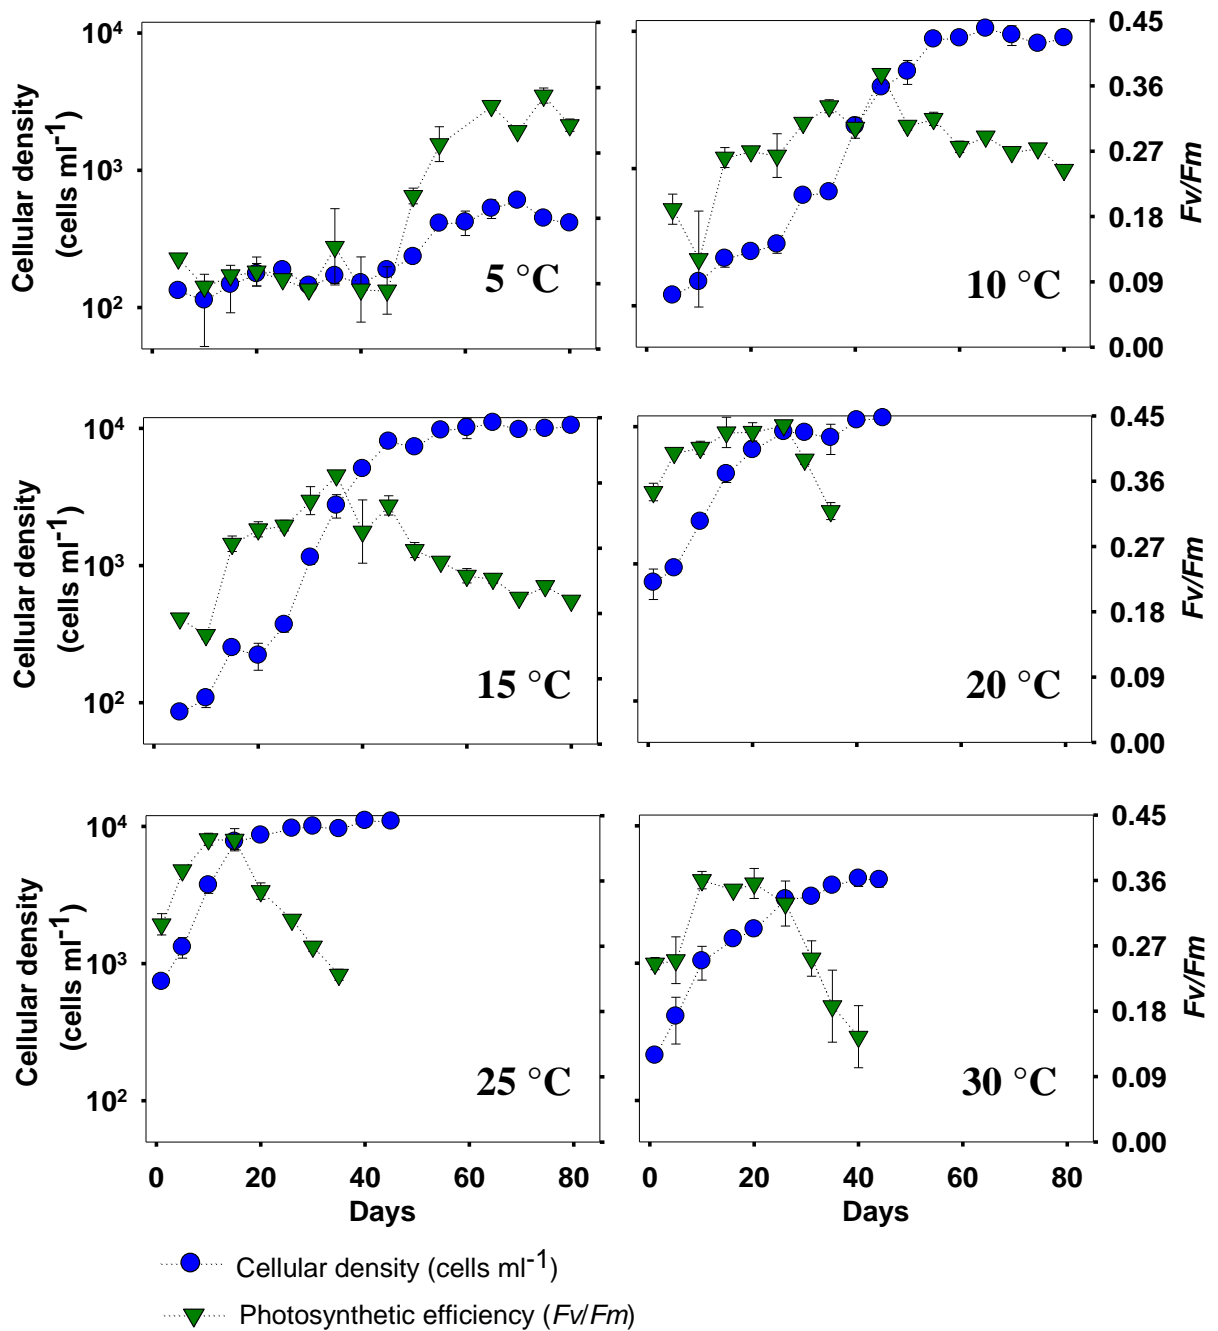 Cellular density
(cells ml⁻¹)
10⁴
10³
10²
5 °C
10 °C
0.45
0.36
0.27
0.18
0.09
0.00
Fv/Fm
Cellular density
(cells ml⁻¹)
10⁴
10³
10²
15 °C
20 °C
0.45
0.36
0.27
0.18
0.09
0.00
Fv/Fm
Cellular density
(cells ml⁻¹)
10⁴
10³
10²
25 °C
30 °C
0.45
0.36
0.27
0.18
0.09
0.00
Fv/Fm
0 20 40 60 80
Days
0 20 40 60 80
Days
Cellular density (cells ml⁻¹)
Photosynthetic efficiency (Fv/Fm)